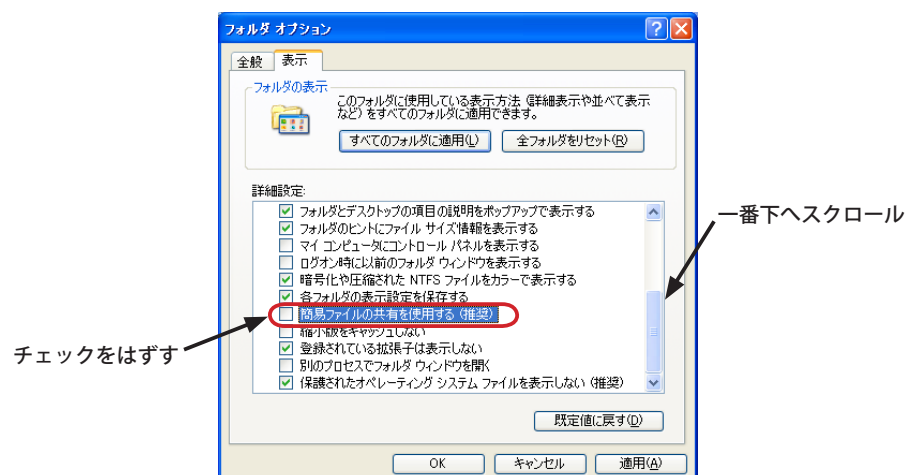 フォルダ オプション
全般
表示
フォルダの表示
このフォルダに使用している表示方法 (詳細表示や並べて表示
など) をすべてのフォルダに適用できます。
すべてのフォルダに適用(L)
全フォルダをリセット(R)
詳細設定:
フォルダとデスクトップの項目の説明をポップアップで表示する
フォルダのヒントにファイル サイズ情報を表示する
マイ コンピュータにコントロール パネルを表示する
ログオン時に以前のフォルダ ウィンドウを表示する
暗号化や圧縮された NTFS ファイルをカラーで表示する
各フォルダの表示設定を保存する
簡易ファイルの共有を使用する (推奨)
縮小版をキャッシュしない
登録されている拡張子は表示しない
別のプロセスでフォルダ ウィンドウを開く
保護されたオペレーティング システム ファイルを表示しない (推奨)
一番下へスクロール
チェックをはずす
既定値に戻す(D)
OK
キャンセル
適用(A)